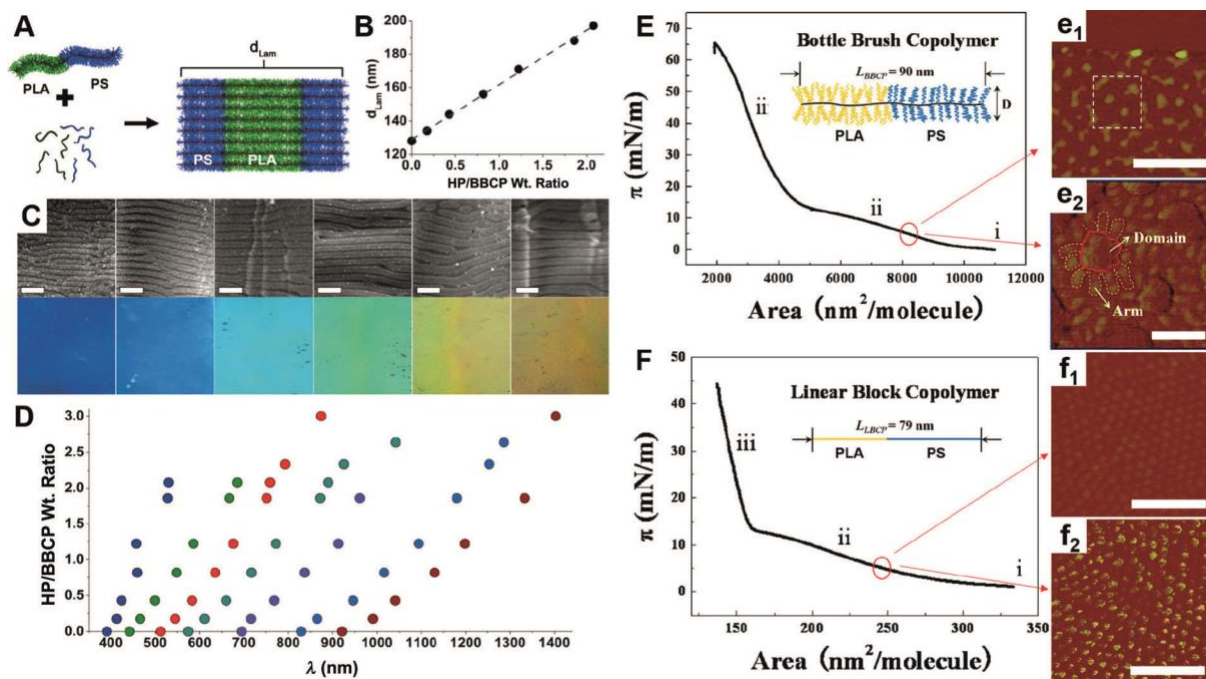 A
d_Lam
PLA
PS
PS
PLA
B
200
180
160
140
120
d_Lam (nm)
0.0 0.5 1.0 1.5 2.0
HP/BBCP Wt. Ratio
C
D
3.0
2.5
2.0
1.5
1.0
0.5
0.0
HP/BBCP Wt. Ratio
400 500 600 700 800 900 1000 1100 1200 1300 1400
λ (nm)
E
70
60
50
40
30
20
10
0
π (mN/m)
Bottle Brush Copolymer
L_BBCP = 90 nm
D
PLA PS
ii
ii
i
2000 4000 6000 8000 10000 12000
Area (nm²/molecule)
e₁
e₂
Domain
Arm
F
50
40
30
20
10
0
π (mN/m)
Linear Block Copolymer
L_LBCP = 79 nm
PLA PS
iii
ii
i
150 200 250 300 350
Area (nm²/molecule)
f₁
f₂